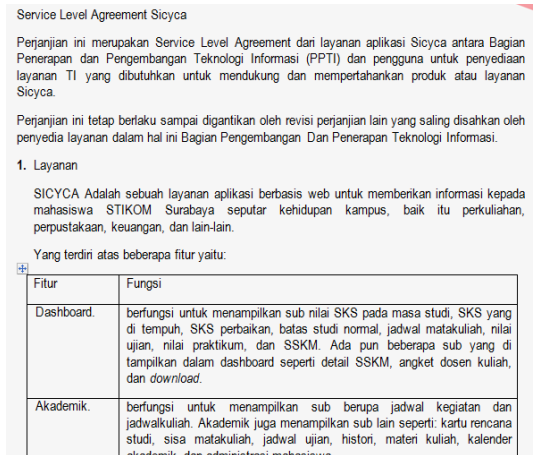 Service Level Agreement Sicyca
Perjanjian ini merupakan Service Level Agreement dari layanan aplikasi Sicyca antara Bagian
Penerapan dan Pengembangan Teknologi Informasi (PPTI) dan pengguna untuk penyediaan
layanan TI yang dibutuhkan untuk mendukung dan mempertahankan produk atau layanan
Sicyca.
Perjanjian ini tetap berlaku sampai digantikan oleh revisi perjanjian lain yang saling disahkan oleh
penyedia layanan dalam hal ini Bagian Pengembangan Dan Penerapan Teknologi Informasi.
1. Layanan
SICYCA Adalah sebuah layanan aplikasi berbasis web untuk memberikan informasi kepada
mahasiswa STIKOM Surabaya seputar kehidupan kampus, baik itu perkuliahan,
perpustakaan, keuangan, dan lain-lain.
Yang terdiri atas beberapa fitur yaitu:
Fitur Fungsi
Dashboard. berfungsi untuk menampilkan sub nilai SKS pada masa studi, SKS yang
di tempuh, SKS perbaikan, batas studi normal, jadwal matakuliah, nilai
ujian, nilai praktikum, dan SSKM. Ada pun beberapa sub yang di
tampilkan dalam dashboard seperti detail SSKM, angket dosen kuliah,
dan download.
Akademik. berfungsi untuk menampilkan sub berupa jadwal kegiatan dan
jadwalkuliah. Akademik juga menampilkan sub lain seperti: kartu rencana
studi, sisa matakuliah, jadwal ujian, histori, materi kuliah, kalender
akademik, dan administrasi mahasiswa.